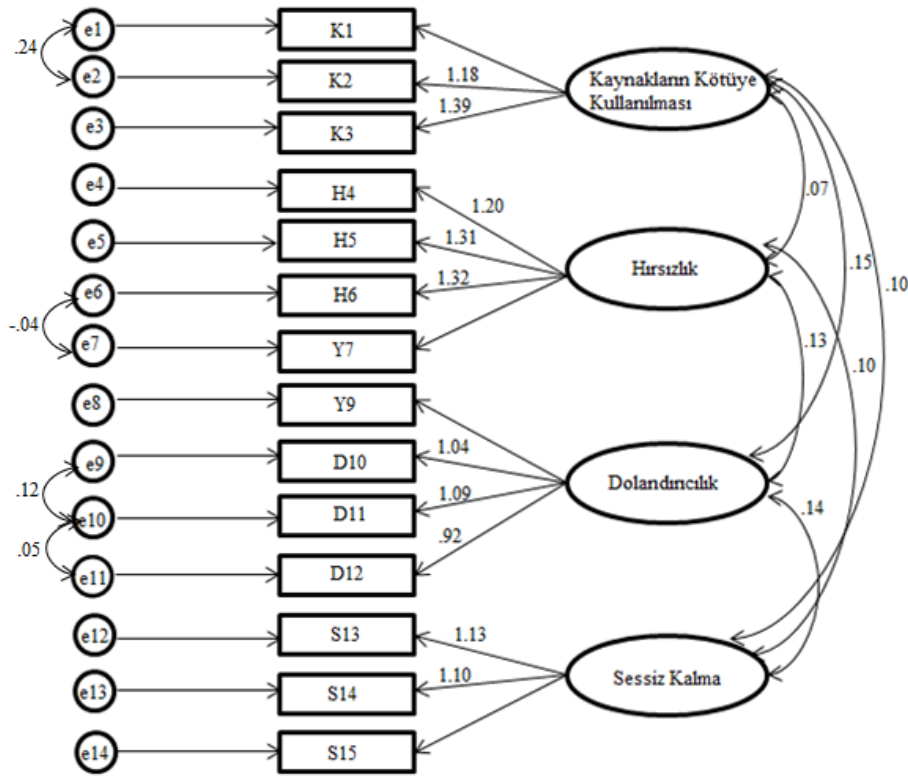 e1
K1
.24
e2
K2
1.18
Kaynakların Kötüye
Kullanılması
e3
K3
1.39
e4
H4
1.20
.07
e5
H5
1.31
Hırsızlık
.15
.10
e6
H6
1.32
-.04
e7
Y7
.13
.10
e8
Y9
e9
D10
1.04
.12
Dolandırıcılık
e10
D11
1.09
.14
.05
.92
e11
D12
e12
S13
1.13
e13
S14
1.10
Sessiz Kalma
e14
S15